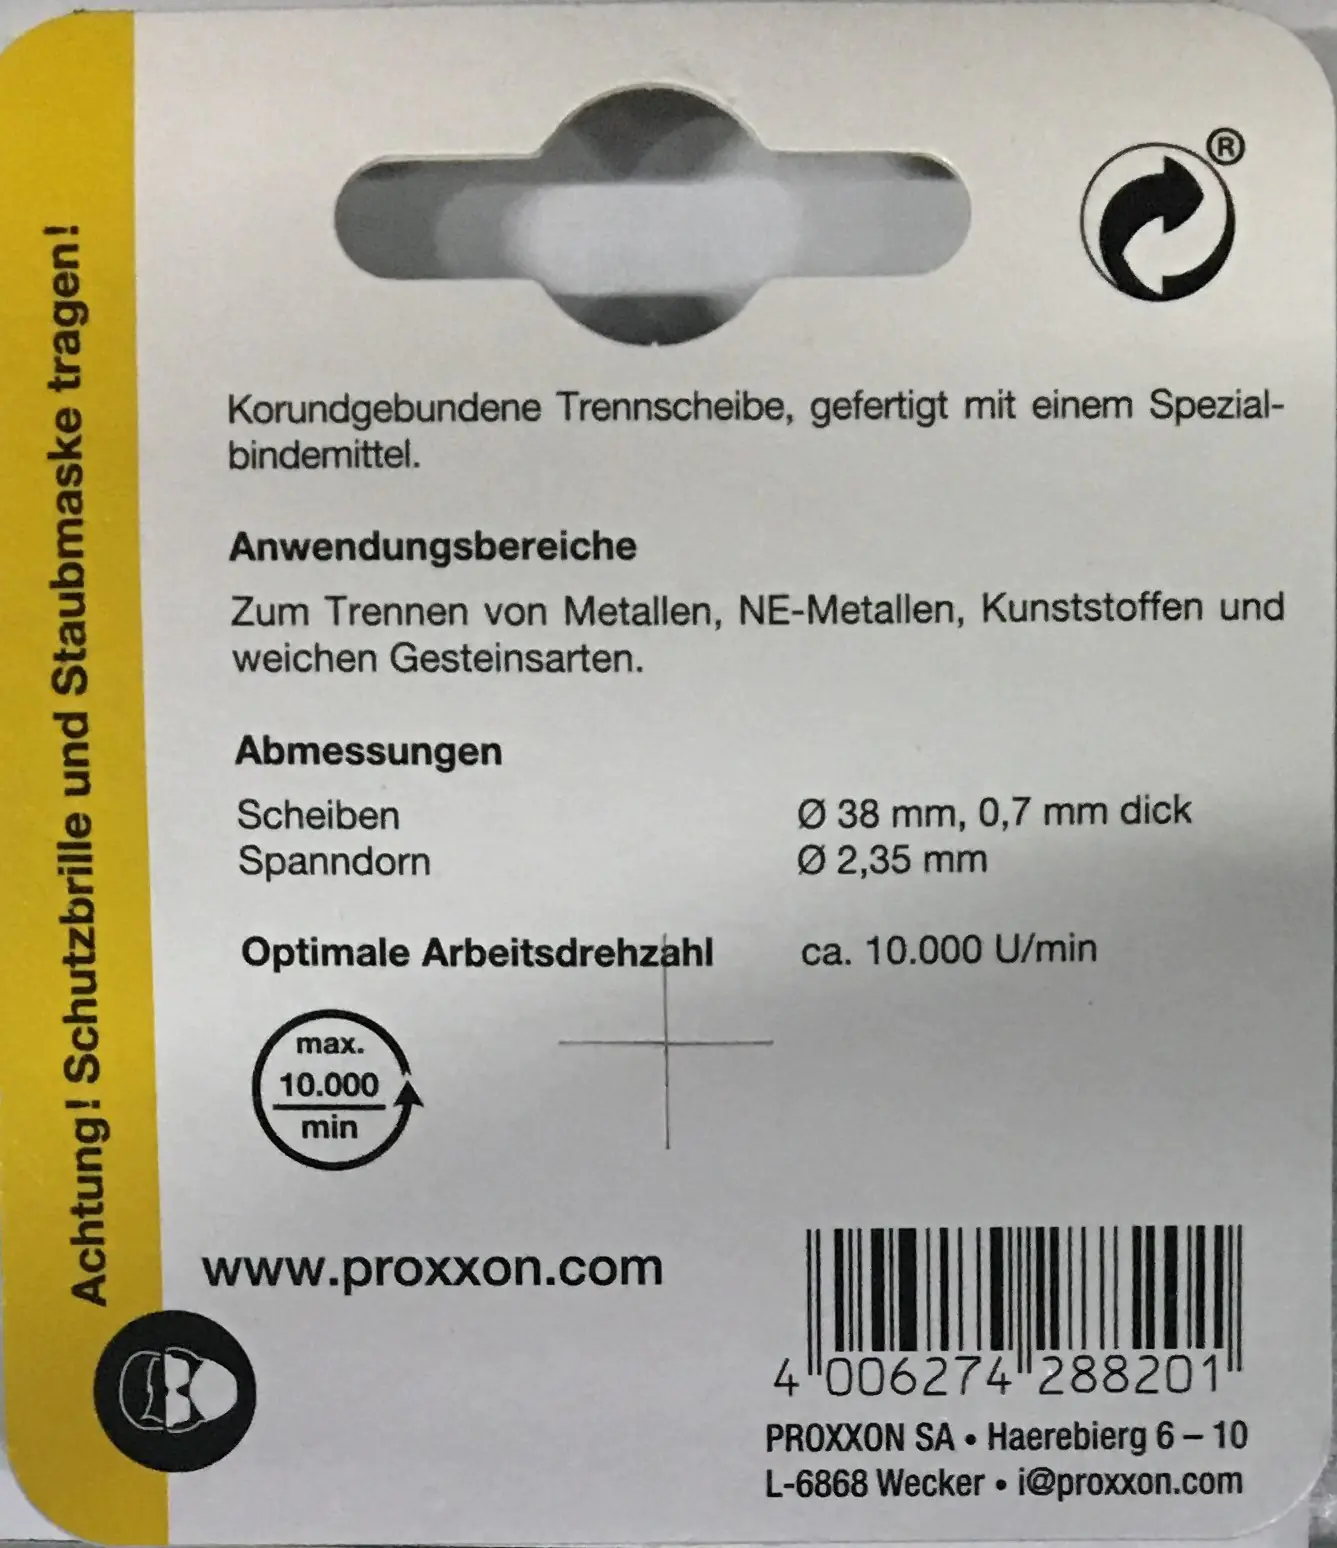 Achtung! Schutzbrille und Staubmaske tragen!
®
Korundgebundene Trennscheibe, gefertigt mit einem Spezial-
bindemittel.
Anwendungsbereiche
Zum Trennen von Metallen, NE-Metallen, Kunststoffen und
weichen Gesteinsarten.
Abmessungen
Scheiben Ø 38 mm, 0,7 mm dick
Spanndorn Ø 2,35 mm
Optimale Arbeitsdrehzahl ca. 10.000 U/min
max.
10.000
min
www.proxxon.com
4 006274 288201
PROXXON SA • Haerebierg 6 – 10
L-6868 Wecker • i@proxxon.com